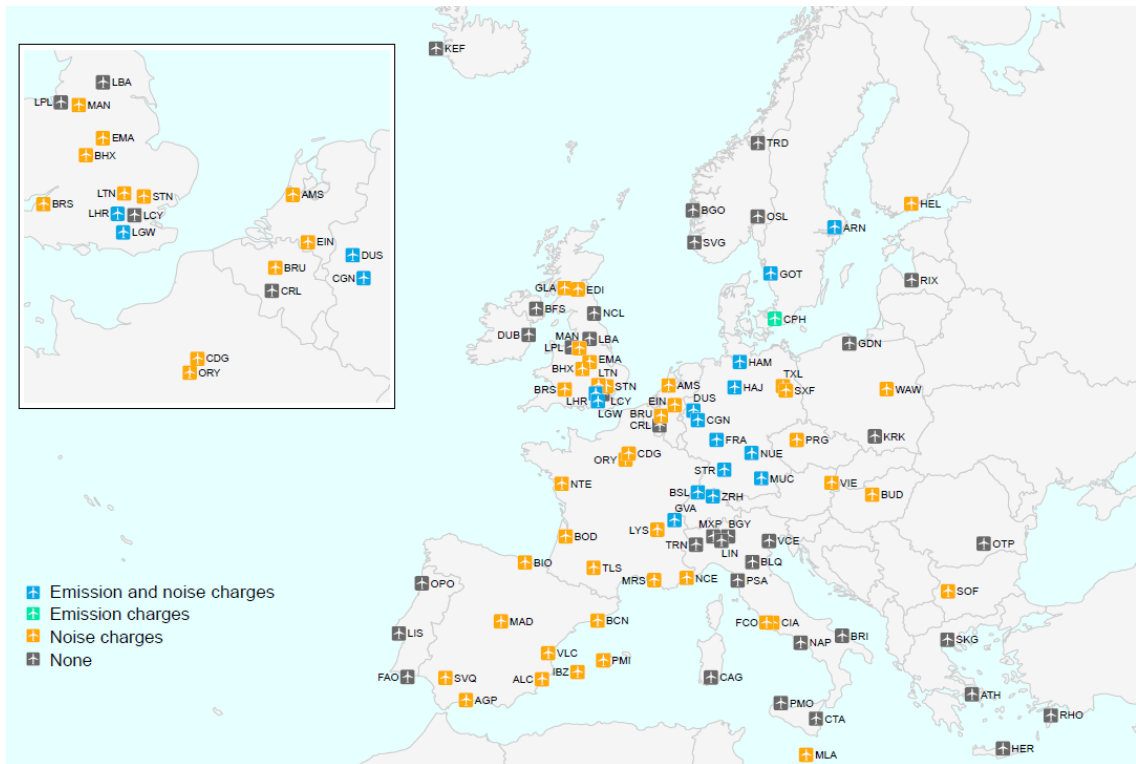 KEF
LBA
LPL
MAN
EMA
BHX
LTN
STN
BRS
LHR
LCY
LGW
AMS
EIN
DUS
BRU
CGN
CRL
CDG
ORY
TRD
BGO
OSL
SVG
HEL
ARN
GOT
RIX
CPH
GDN
GLA
EDI
BFS
NCL
DUB
MAN
LBA
LPL
EMA
BHX
LTN
BRS
STN
LHR
LCY
LGW
AMS
EIN
DUS
BRU
CGN
CRL
HAM
TXL
HAJ
SXF
WAW
FRA
PRG
KRK
NUE
STR
MUC
VIE
BUD
CDG
ORY
NTE
BSL
ZRH
GVA
LYS
MXP
BGY
TRN
LIN
VCE
BLQ
OTP
BOD
BIO
TLS
MRS
NCE
PSA
SOF
OPO
MAD
BCN
FCO
CIA
NAP
BRI
SKG
LIS
VLC
IBZ
PMI
FAO
SVQ
ALC
AGP
CAG
PMO
CTA
ATH
RHO
HER
MLA
Emission and noise charges
Emission charges
Noise charges
None